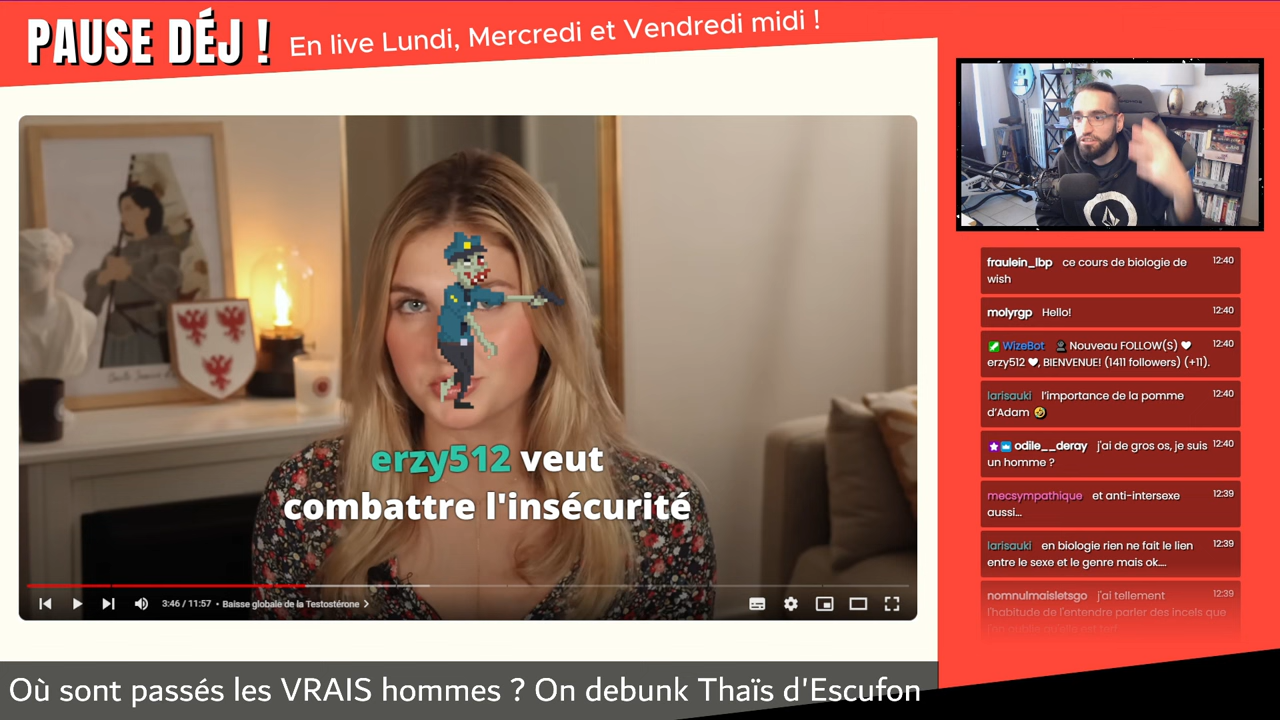 PAUSE DÉJ !
En live Lundi, Mercredi et Vendredi midi !
erzy512 veut
combattre l'insécurité
3:46 / 11:57 • Baisse globale de la Testostérone
fraulein_lbp ce cours de biologie de
wish
12:40
molyrgp Hello!
12:40
WizeBot Nouveau FOLLOW(S) ♥
erzy512 ♥, BIENVENUE! (1411 followers) (+11).
12:40
larisauki l'importance de la pomme
d'Adam 🤣
12:40
odile__deray j'ai de gros os, je suis
un homme ?
12:40
mecsympathique et anti-intersexe
aussi...
12:39
larisauki en biologie rien ne fait le lien
entre le sexe et le genre mais ok....
12:39
nomnulmaisletsgo j'ai tellement
l'habitude de l'entendre parler des incels que
12:39
Où sont passés les VRAIS hommes ? On debunk Thaïs d'Escufon